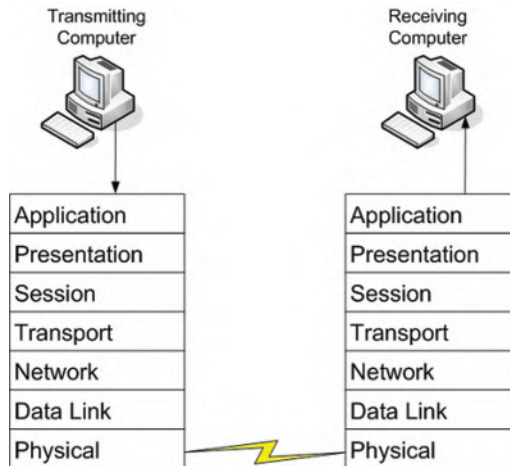 Transmitting
Computer
Receiving
Computer
Application
Presentation
Session
Transport
Network
Data Link
Physical
Application
Presentation
Session
Transport
Network
Data Link
Physical